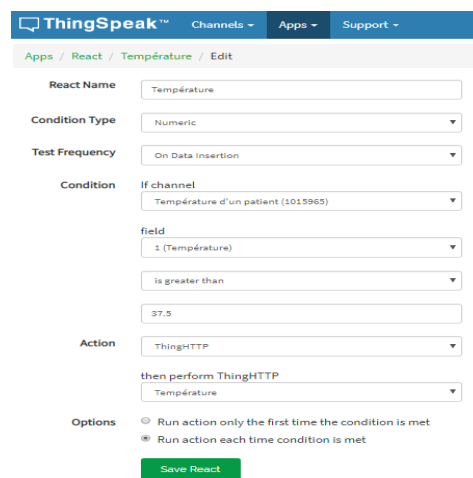 ThingSpeak™ Channels Apps Support
Apps / React / Température / Edit
React Name Température
Condition Type Numeric
Test Frequency On Data Insertion
Condition If channel
Température d'un patient (1015965)
field
1 (Température)
is greater than
37.5
Action ThingHTTP
then perform ThingHTTP
Température
Options Run action only the first time the condition is met
Run action each time condition is met
Save React